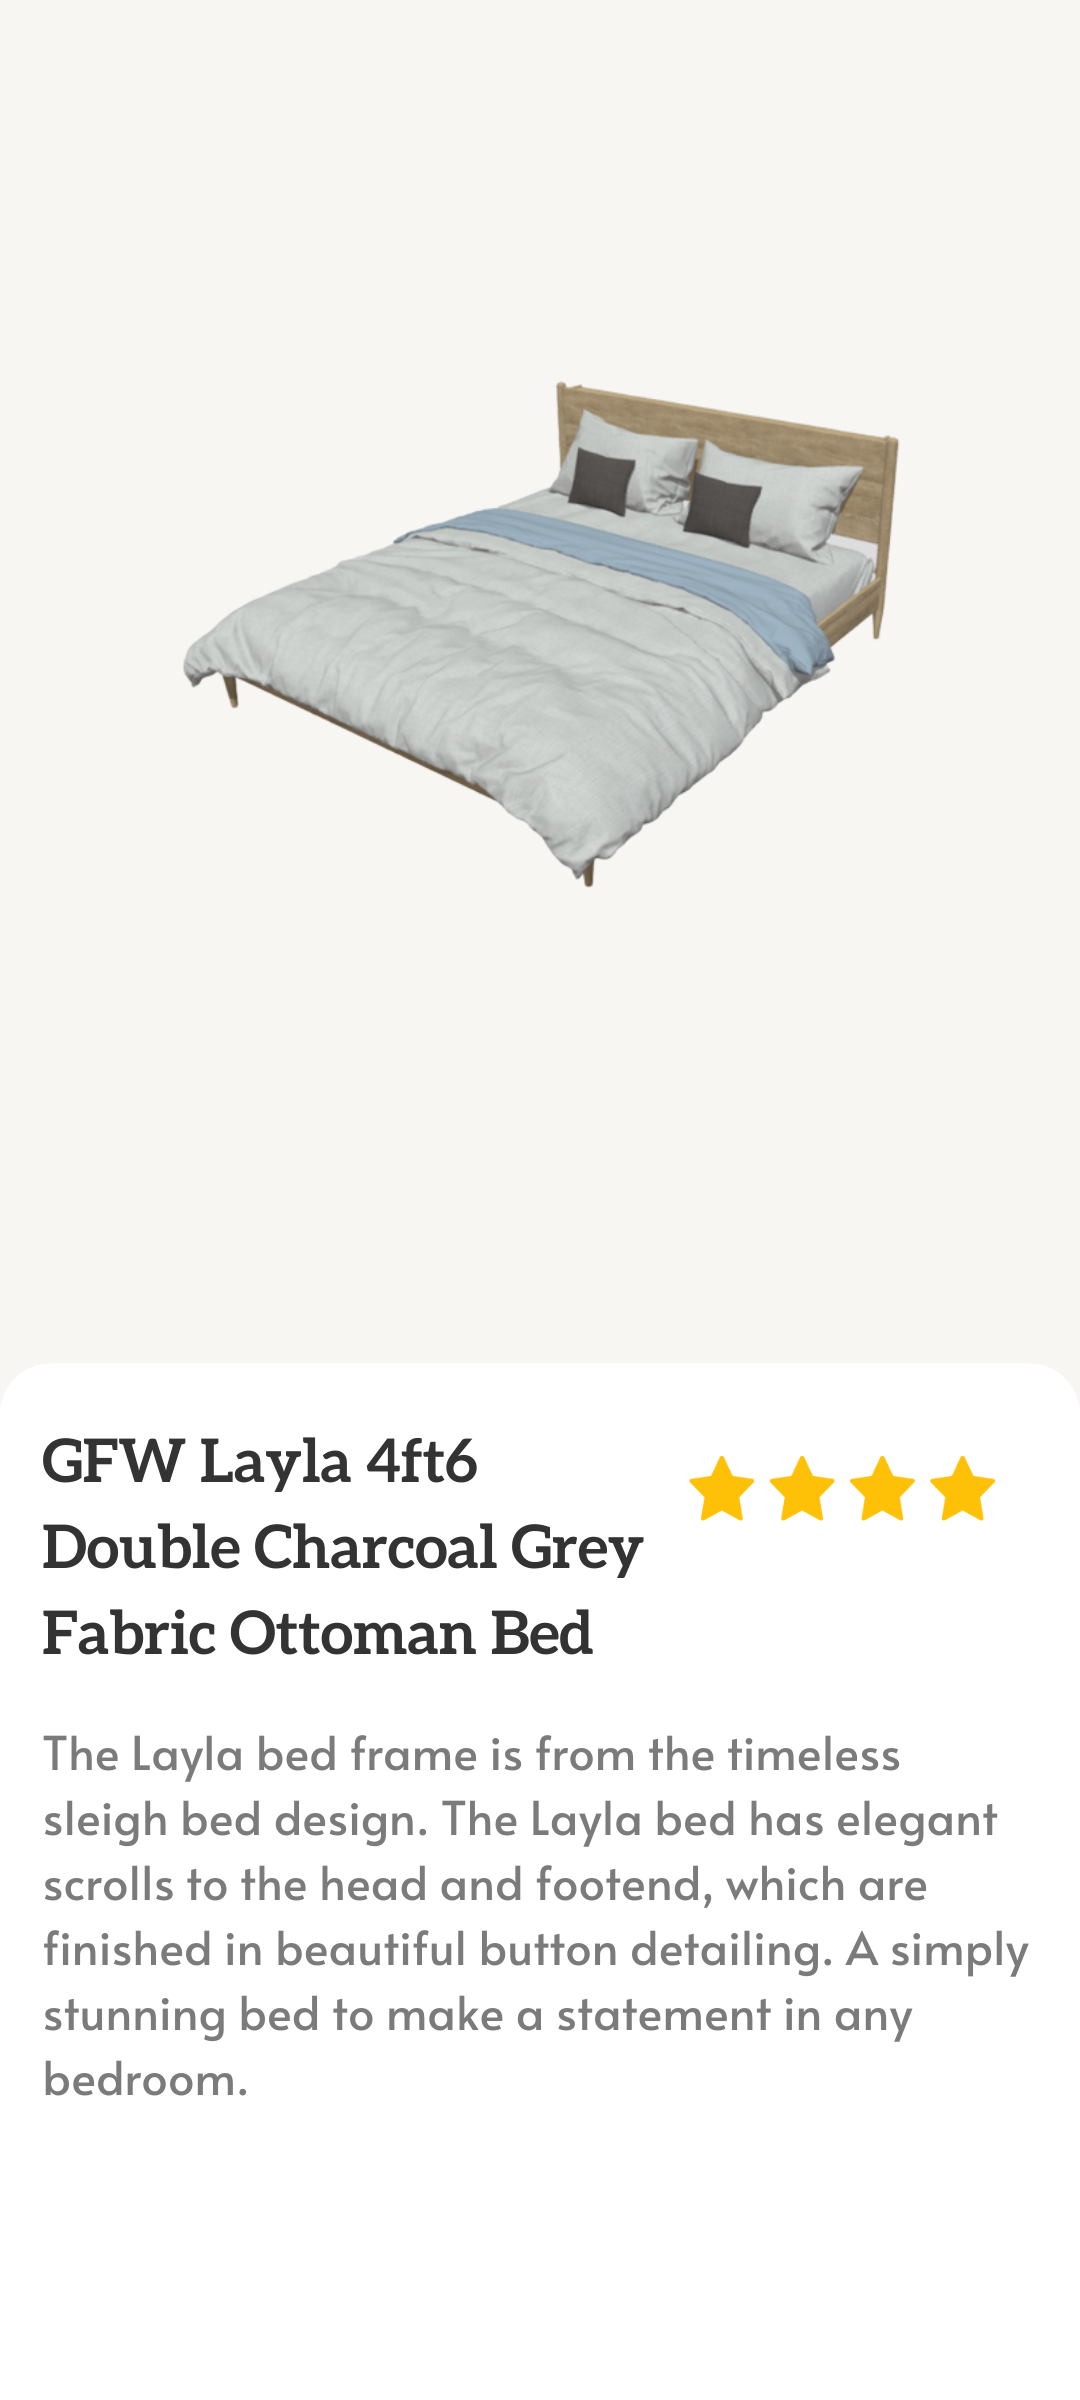 GFW Layla 4ft6
Double Charcoal Grey
Fabric Ottoman Bed
The Layla bed frame is from the timeless
sleigh bed design. The Layla bed has elegant
scrolls to the head and footend, which are
finished in beautiful button detailing. A simply
stunning bed to make a statement in any
bedroom.